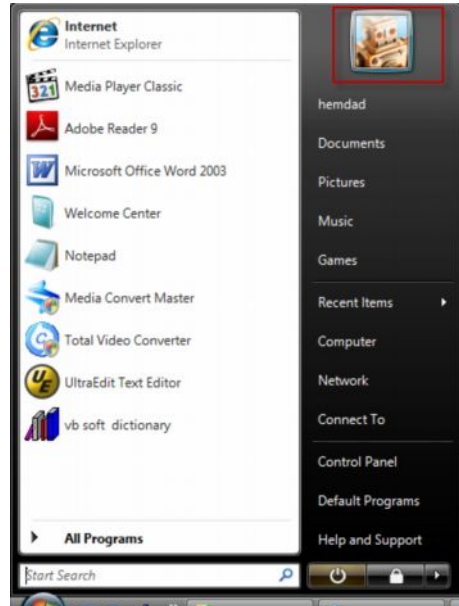 Internet
Internet Explorer
321
Media Player Classic
Adobe Reader 9
W
Microsoft Office Word 2003
Welcome Center
Notepad
Media Convert Master
Total Video Converter
UE
UltraEdit Text Editor
vb soft dictionary
All Programs
Start Search
hemdad
Documents
Pictures
Music
Games
Recent Items
Computer
Network
Connect To
Control Panel
Default Programs
Help and Support